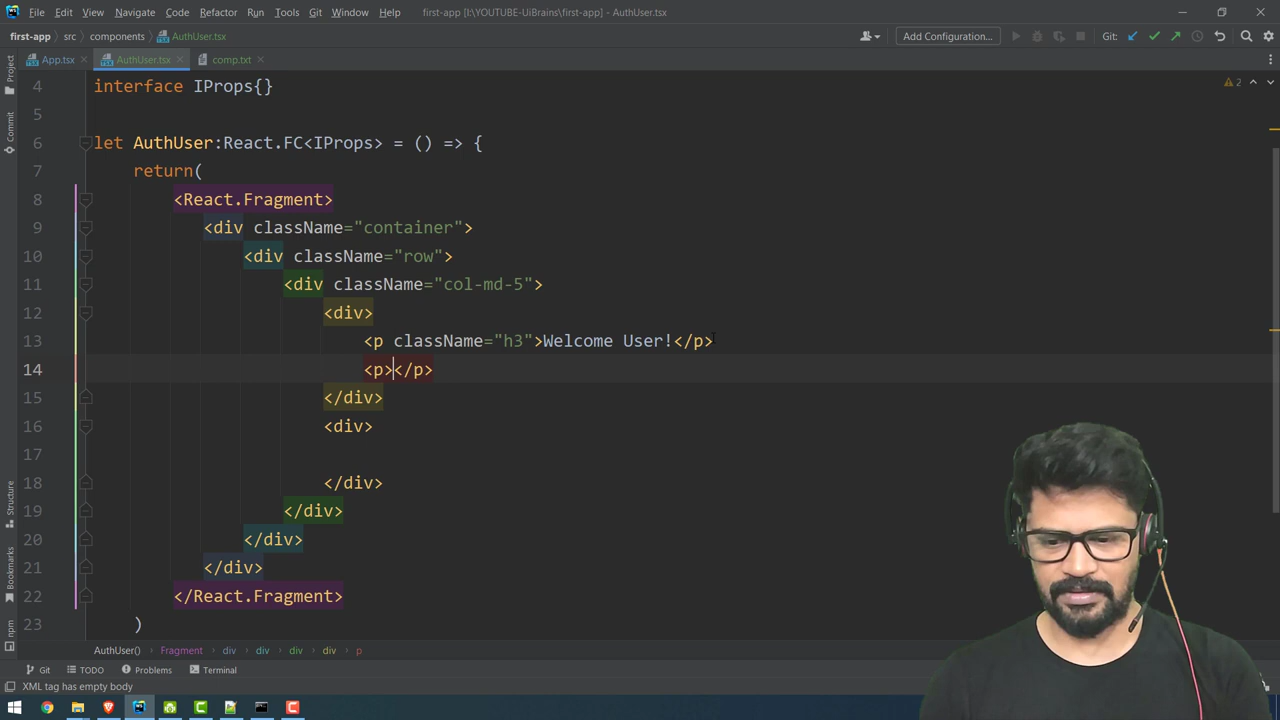 File Edit View Navigate Code Refactor Run Tools Git Window Help first-app [I:\YOUTUBE-UiBrains\first-app] - AuthUser.tsx
first-app > src > components > AuthUser.tsx Add Configuration... Git:
App.tsx AuthUser.tsx comp.txt
Project
Commit
Structure
Bookmarks
npm
2
4 interface IProps{}
5
6 let AuthUser:React.FC<IProps> = () => {
7 return(
8 <React.Fragment>
9 <div className="container">
10 <div className="row">
11 <div className="col-md-5">
12 <div>
13 <p className="h3">Welcome User!</p>
14 <p></p>
15 </div>
16 <div>
17
18 </div>
19 </div>
20 </div>
21 </div>
22 </React.Fragment>
23 )
AuthUser() > Fragment > div > div > div > div > p
Git TODO Problems Terminal
XML tag has empty body